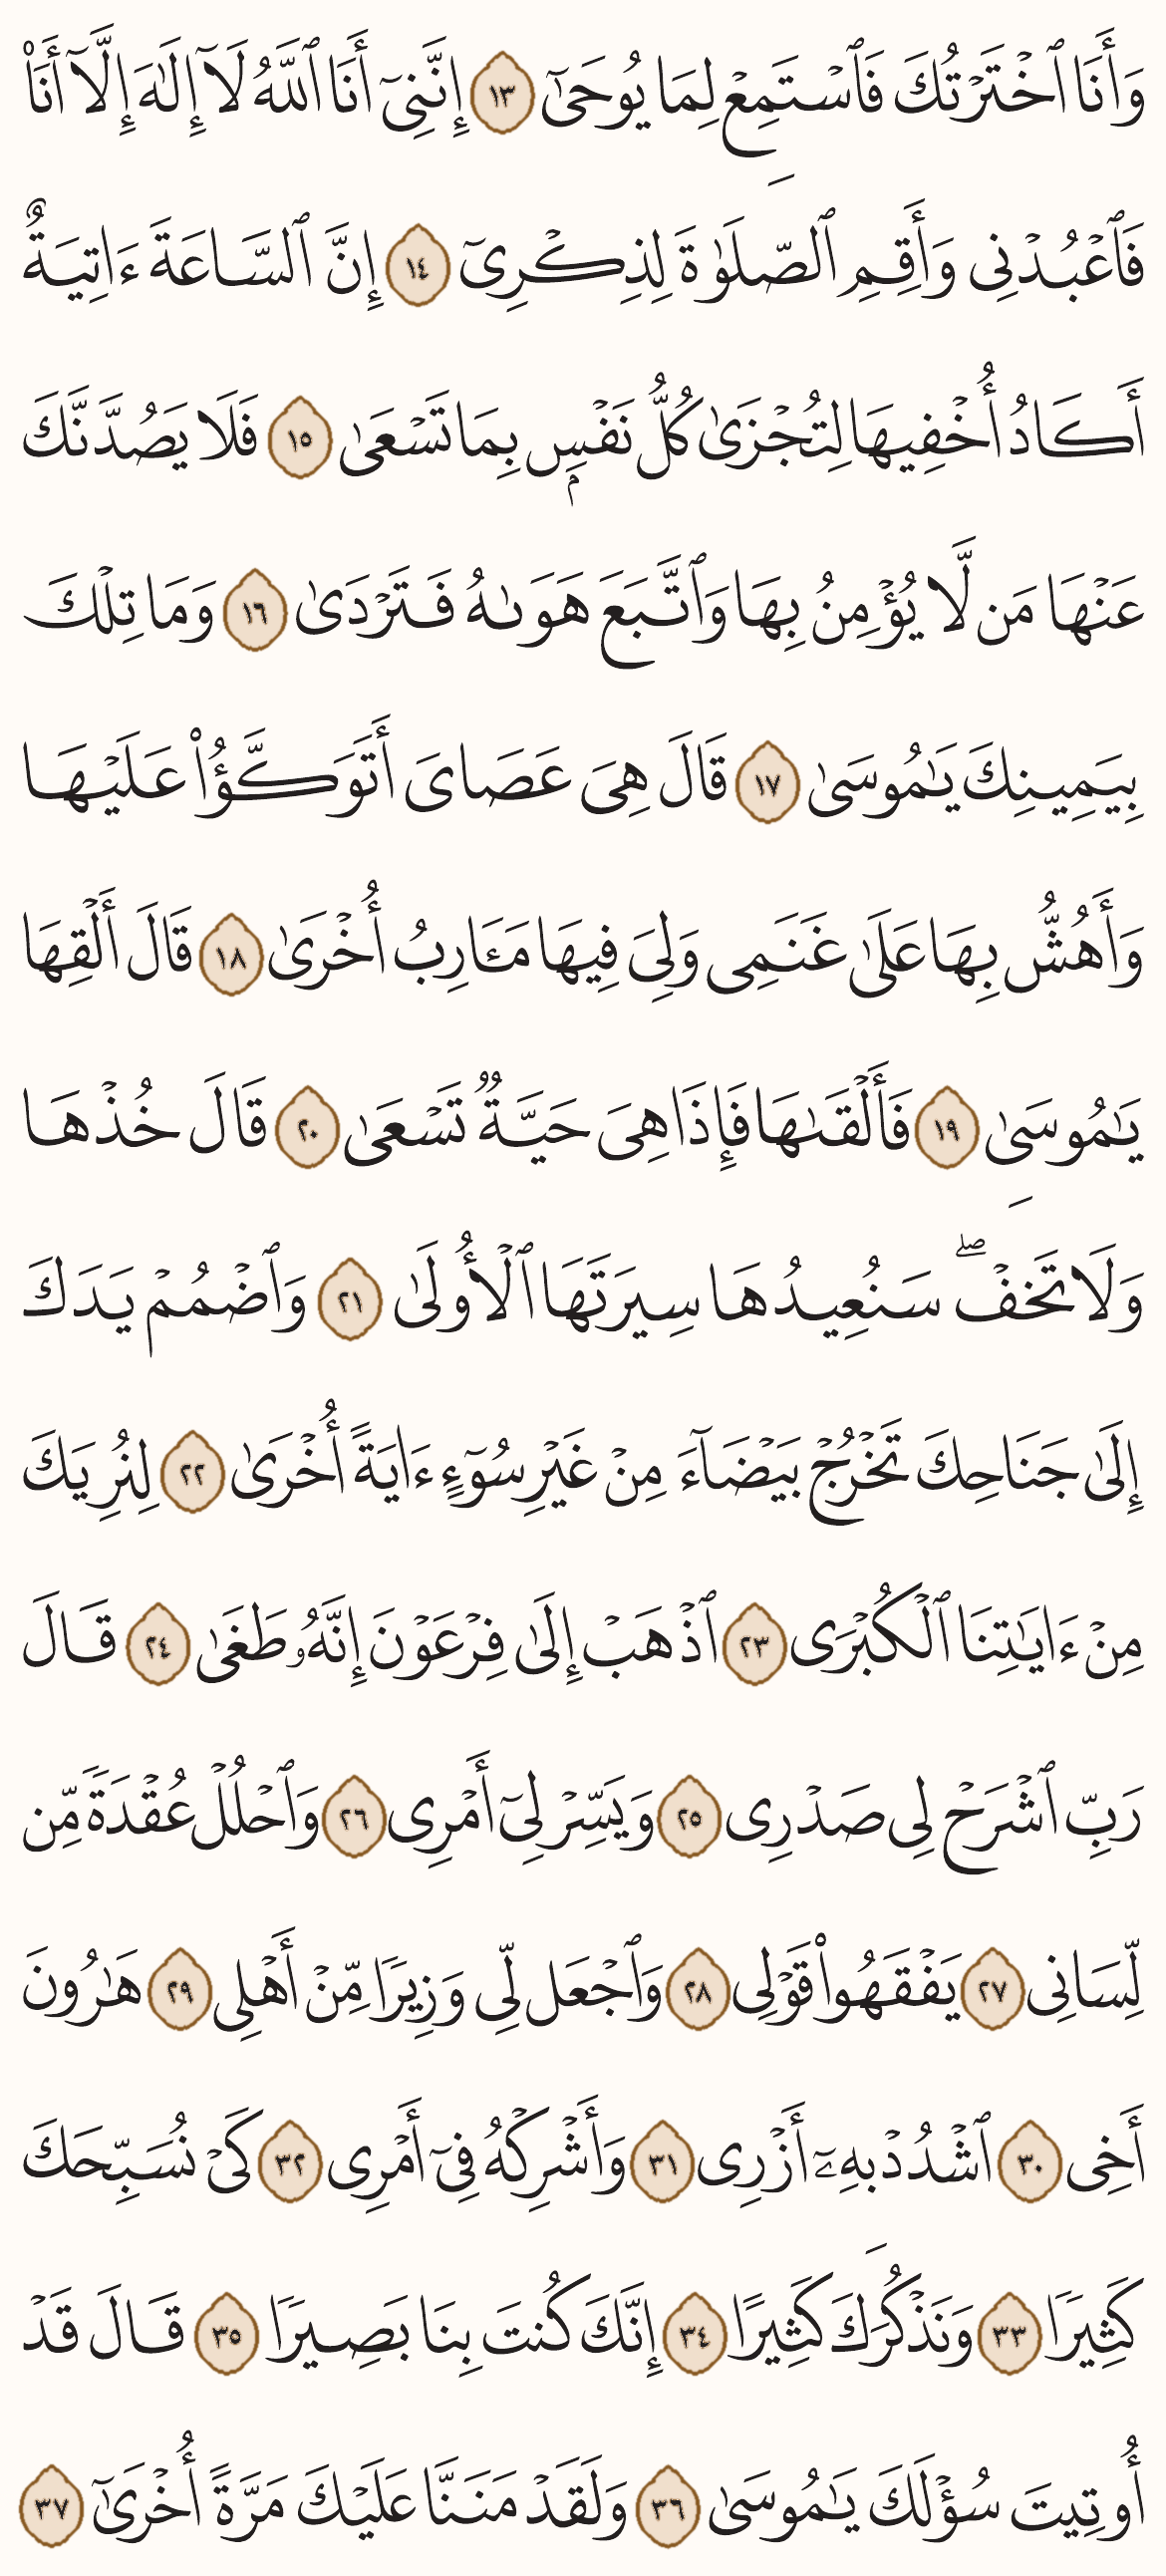 وَأَنَا ٱخۡتَرۡتُكَ فَٱسۡتَمِعۡ لِمَا يُوحَىٰٓ ١٣ إِنَّنِيٓ أَنَا ٱللَّهُ لَآ إِلَٰهَ إِلَّآ أَنَا۠
فَٱعۡبُدۡنِي وَأَقِمِ ٱلصَّلَوٰةَ لِذِكۡرِيٓ ١٤ إِنَّ ٱلسَّاعَةَ ءَاتِيَةٌ
أَكَادُ أُخۡفِيهَا لِتُجۡزَىٰ كُلُّ نَفۡسِۭ بِمَا تَسۡعَىٰ ١٥ فَلَا يَصُدَّنَّكَ
عَنۡهَا مَن لَّا يُؤۡمِنُ بِهَا وَٱتَّبَعَ هَوَىٰهُ فَتَرۡدَىٰ ١٦ وَمَا تِلۡكَ
بِيَمِينِكَ يَٰمُوسَىٰ ١٧ قَالَ هِيَ عَصَايَ أَتَوَكَّؤُاْ عَلَيۡهَا
وَأَهُشُّ بِهَا عَلَىٰ غَنَمِي وَلِيَ فِيهَا مَـَٔارِبُ أُخۡرَىٰ ١٨ قَالَ أَلۡقِهَا
يَٰمُوسَىٰ ١٩ فَأَلۡقَىٰهَا فَإِذَا هِيَ حَيَّةٞ تَسۡعَىٰ ٢٠ قَالَ خُذۡهَا
وَلَا تَخَفۡۖ سَنُعِيدُهَا سِيرَتَهَا ٱلۡأُولَىٰ ٢١ وَٱضۡمُمۡ يَدَكَ
إِلَىٰ جَنَاحِكَ تَخۡرُجۡ بَيۡضَآءَ مِنۡ غَيۡرِ سُوٓءٍ ءَايَةً أُخۡرَىٰ ٢٢ لِنُرِيَكَ
مِنۡ ءَايَٰتِنَا ٱلۡكُبۡرَى ٢٣ ٱذۡهَبۡ إِلَىٰ فِرۡعَوۡنَ إِنَّهُۥ طَغَىٰ ٢٤ قَالَ
رَبِّ ٱشۡرَحۡ لِي صَدۡرِي ٢٥ وَيَسِّرۡ لِيٓ أَمۡرِي ٢٦ وَٱحۡلُلۡ عُقۡدَةٗ مِّن
لِّسَانِي ٢٧ يَفۡقَهُواْ قَوۡلِي ٢٨ وَٱجۡعَل لِّي وَزِيرٗا مِّنۡ أَهۡلِي ٢٩ هَٰرُونَ
أَخِي ٣٠ ٱشۡدُدۡ بِهِۦٓ أَزۡرِي ٣١ وَأَشۡرِكۡهُ فِيٓ أَمۡرِي ٣٢ كَيۡ نُسَبِّحَكَ
كَثِيرٗا ٣٣ وَنَذۡكُرَكَ كَثِيرًا ٣٤ إِنَّكَ كُنتَ بِنَا بَصِيرٗا ٣٥ قَالَ قَدۡ
أُوتِيتَ سُؤۡلَكَ يَٰمُوسَىٰ ٣٦ وَلَقَدۡ مَنَنَّا عَلَيۡكَ مَرَّةً أُخۡرَىٰٓ ٣٧